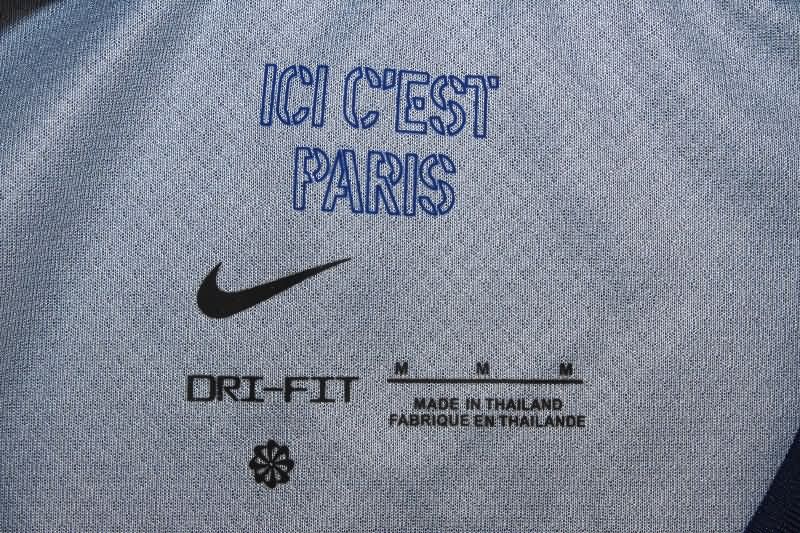 ICI C'EST
PARIS
DRI-FIT
M M M
MADE IN THAILAND
FABRIQUE EN THAILANDE